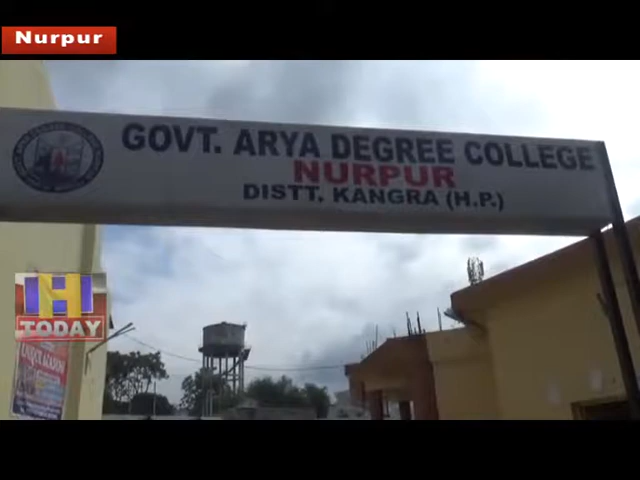 Nurpur
GOVT. ARYA DEGREE COLLEGE
NURPUR
DISTT. KANGRA (H.P.)
H
TODAY